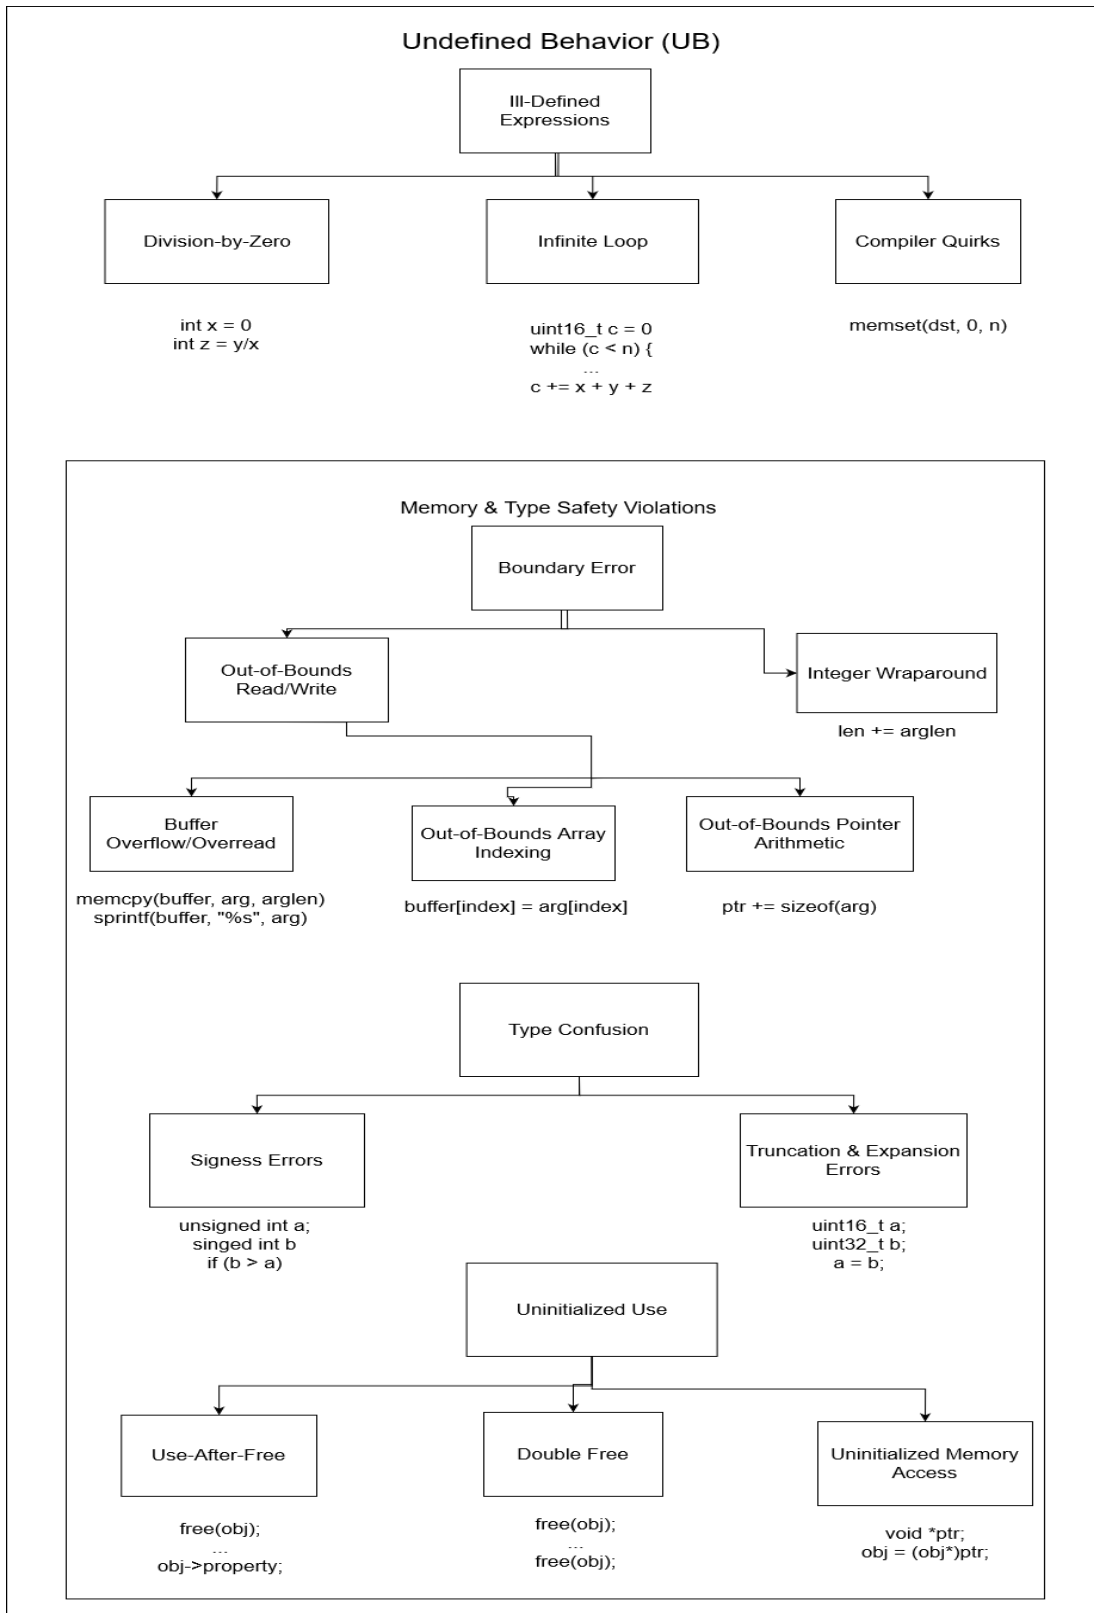 Undefined Behavior (UB)
Ill-Defined
Expressions
Division-by-Zero
Infinite Loop
Compiler Quirks
int x = 0
int z = y/x
uint16_t c = 0
while (c < n) {
...
c += x + y + z
memset(dst, 0, n)
Memory & Type Safety Violations
Boundary Error
Out-of-Bounds
Read/Write
Integer Wraparound
len += arglen
Buffer
Overflow/Overread
Out-of-Bounds Array
Indexing
Out-of-Bounds Pointer
Arithmetic
memcpy(buffer, arg, arglen)
sprintf(buffer, "%s", arg)
buffer[index] = arg[index]
ptr += sizeof(arg)
Type Confusion
Signess Errors
Truncation & Expansion
Errors
unsigned int a;
singed int b
if (b > a)
uint16_t a;
uint32_t b;
a = b;
Uninitialized Use
Use-After-Free
Double Free
Uninitialized Memory
Access
free(obj);
...
obj->property;
free(obj);
...
free(obj);
void *ptr;
obj = (obj*)ptr;